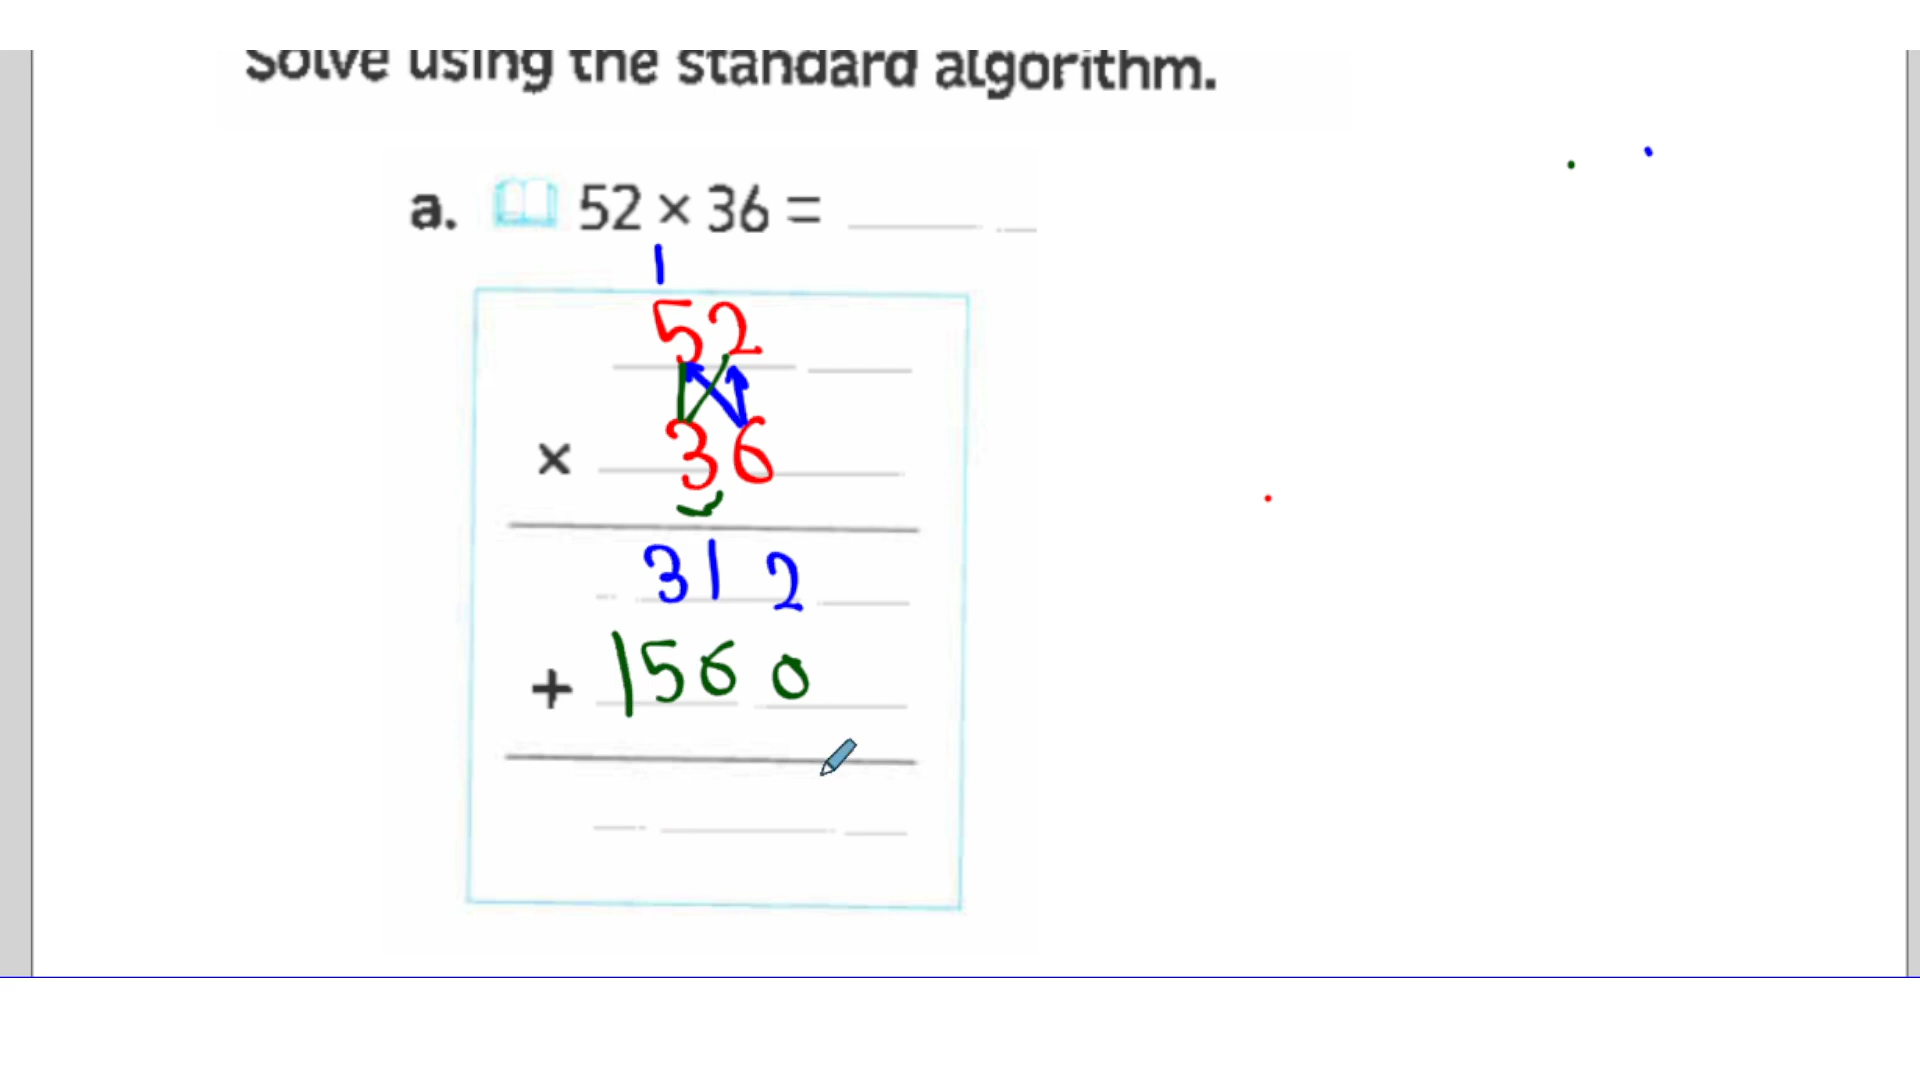 Solve using the standard algorithm.
a. 52 × 36 =
1
52
× 36
312
+ 1560